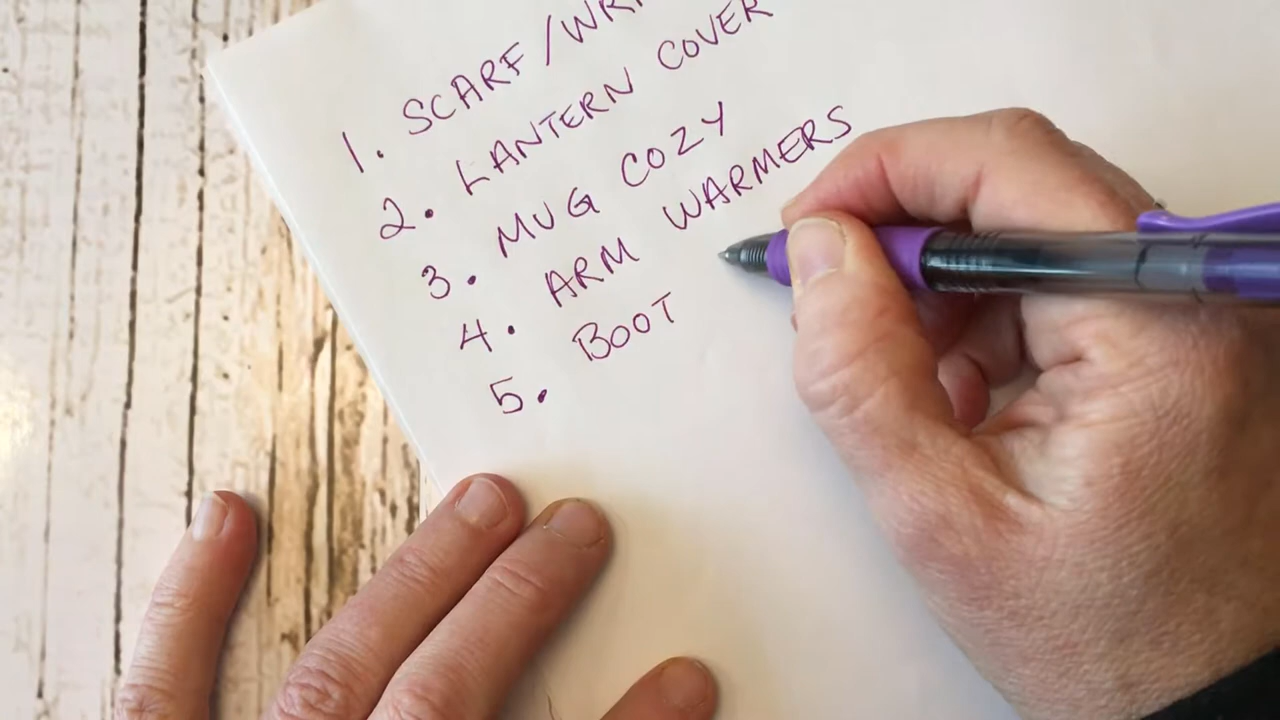 1. SCARF/WR
2. LANTERN COVER
3. MUG COZY
4. ARM WARMERS
5. BOOT